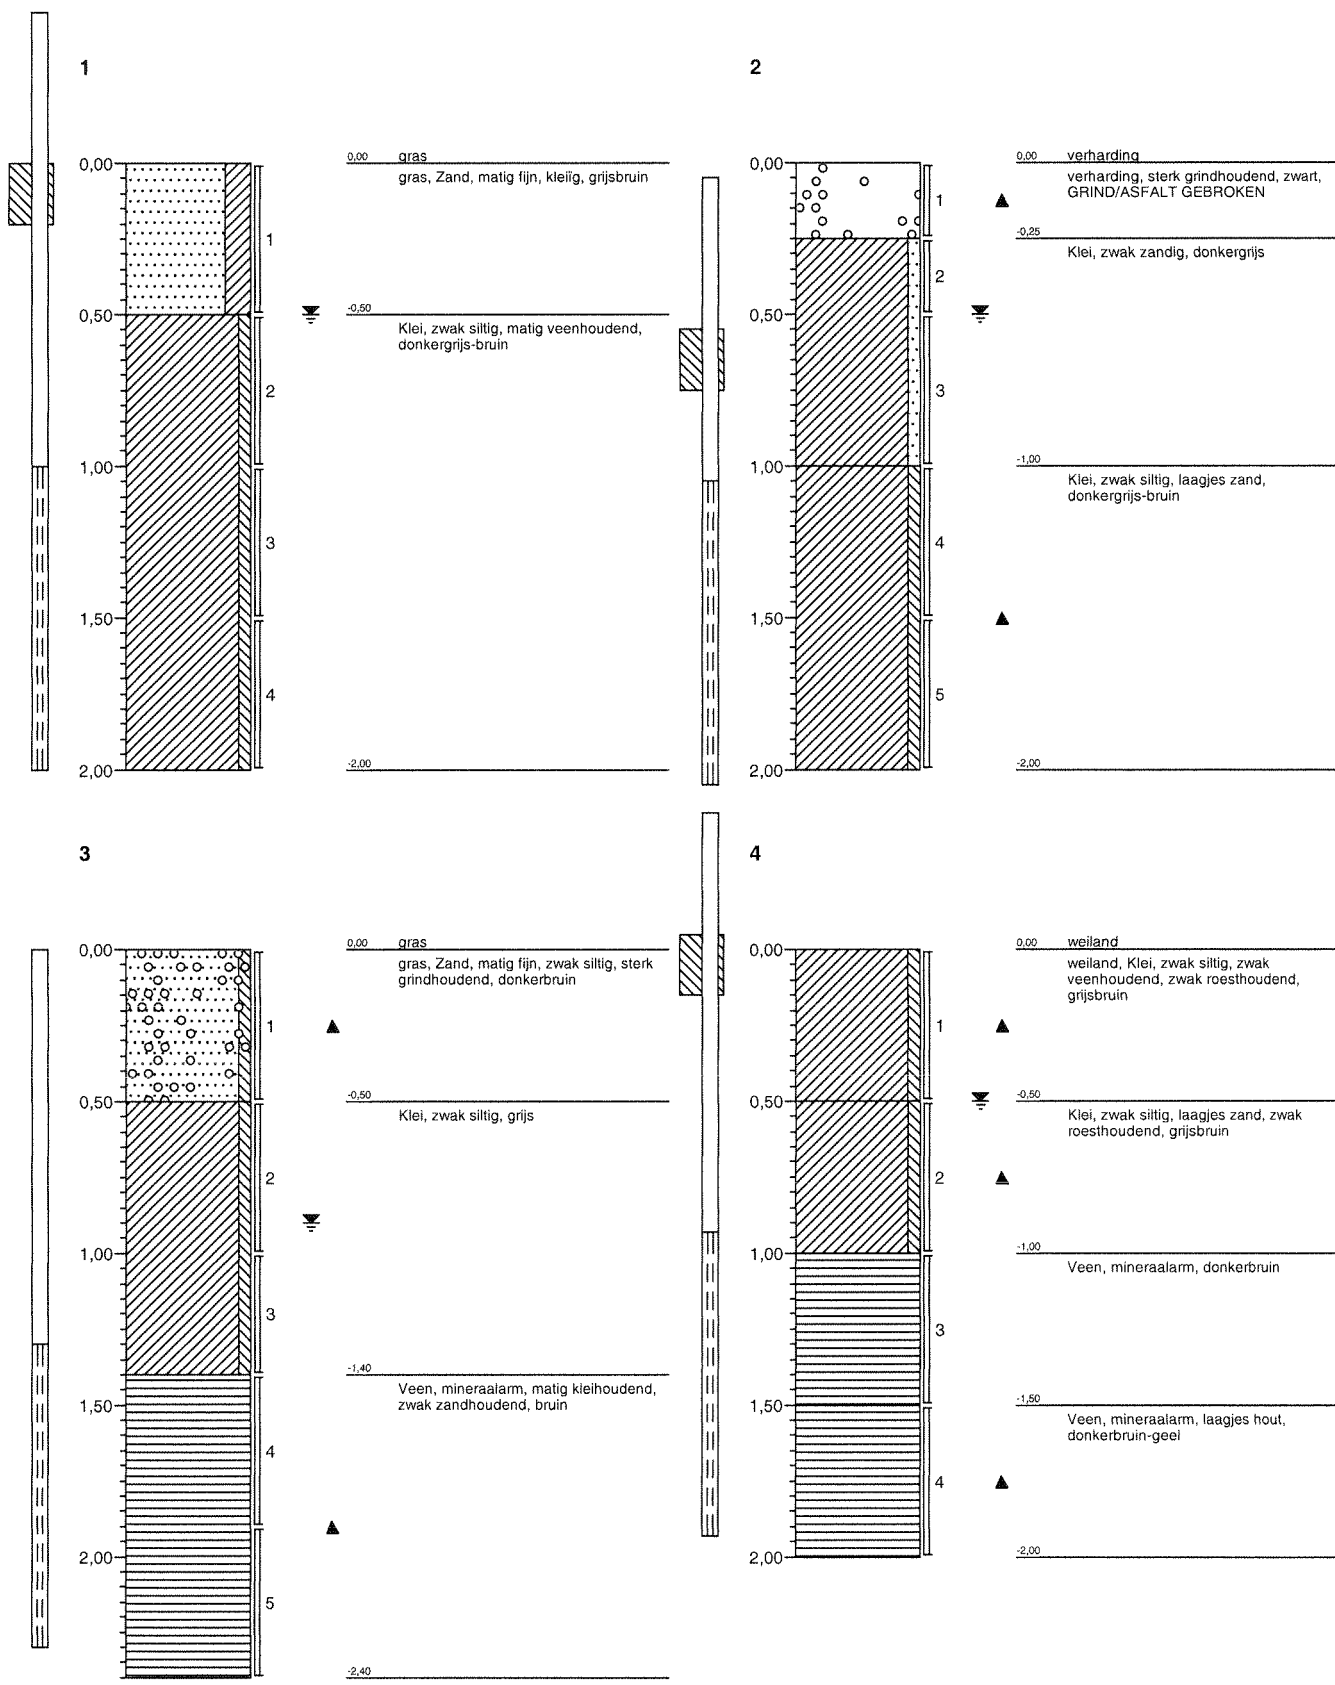 1
0,00
0,50
1,00
1,50
2,00
1
2
3
4
0,00 gras
gras, Zand, matig fijn, kleiïg, grijsbruin
-0,50
Klei, zwak siltig, matig veenhoudend,
donkergrijs-bruin
-2,00
2
0,00
0,50
1,00
1,50
2,00
1
2
3
4
5
0,00 verharding
verharding, sterk grindhoudend, zwart,
GRIND/ASFALT GEBROKEN
-0,25
Klei, zwak zandig, donkergrijs
-1,00
Klei, zwak siltig, laagjes zand,
donkergrijs-bruin
-2,00
3
0,00
0,50
1,00
1,50
2,00
1
2
3
4
5
0,00 gras
gras, Zand, matig fijn, zwak siltig, sterk
grindhoudend, donkerbruin
-0,50
Klei, zwak siltig, grijs
-1,40
Veen, mineraalarm, matig kleihoudend,
zwak zandhoudend, bruin
-2,40
4
0,00
0,50
1,00
1,50
2,00
1
2
3
4
0,00 weiland
weiland, Klei, zwak siltig, zwak
veenhoudend, zwak roesthoudend,
grijsbruin
-0,50
Klei, zwak siltig, laagjes zand, zwak
roesthoudend, grijsbruin
-1,00
Veen, mineraalarm, donkerbruin
-1,50
Veen, mineraalarm, laagjes hout,
donkerbruin-geel
-2,00